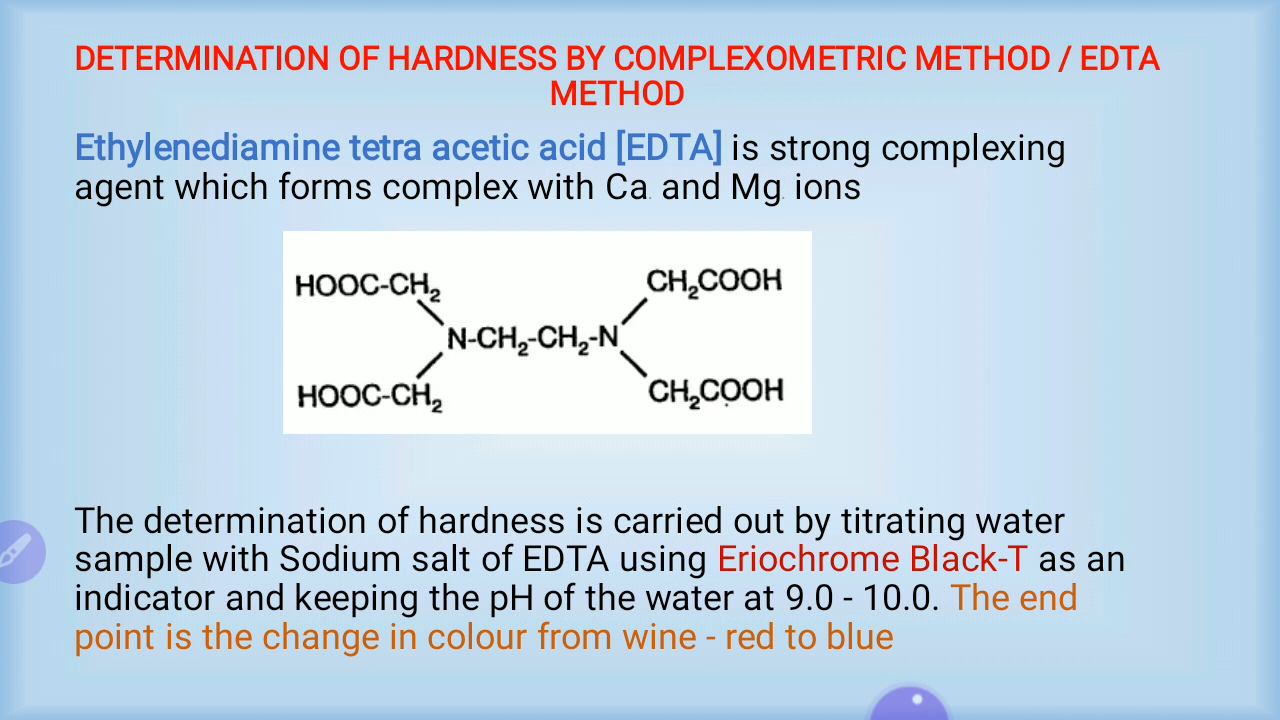 DETERMINATION OF HARDNESS BY COMPLEXOMETRIC METHOD / EDTA
METHOD
Ethylenediamine tetra acetic acid [EDTA] is strong complexing
agent which forms complex with Ca and Mg ions
HOOC-CH₂ CH₂COOH
N-CH₂-CH₂-N
HOOC-CH₂ CH₂COOH
The determination of hardness is carried out by titrating water
sample with Sodium salt of EDTA using Eriochrome Black-T as an
indicator and keeping the pH of the water at 9.0 - 10.0. The end
point is the change in colour from wine - red to blue